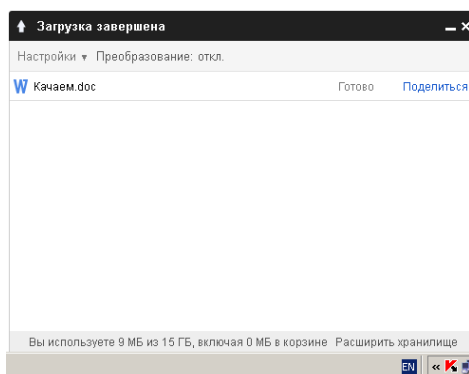 Загрузка завершена
Настройки Преобразование: откл.
Качаем.doc Готово Поделиться
Вы используете 9 МБ из 15 ГБ, включая 0 МБ в корзине Расширить хранилище
EN